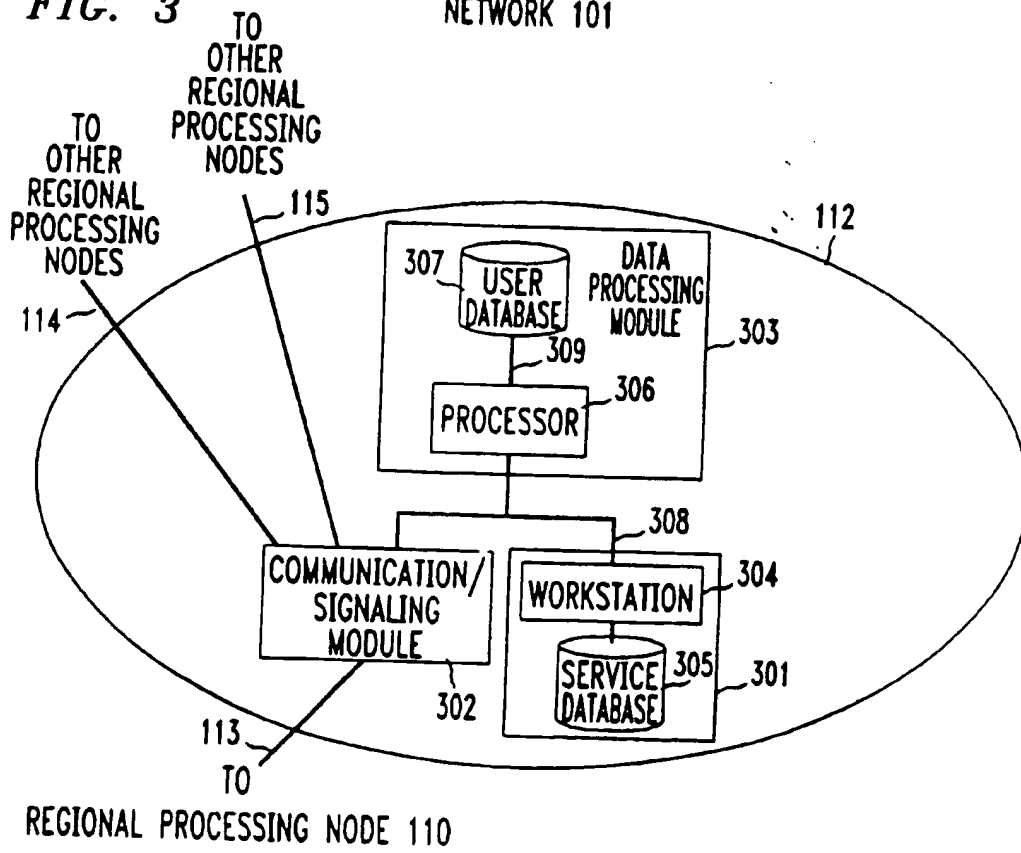 FIG. 3
NETWORK 101
TO
OTHER
REGIONAL
PROCESSING
NODES
TO
OTHER
REGIONAL
PROCESSING
NODES
115
114
112
307
USER
DATABASE
DATA
PROCESSING
MODULE
303
309
306
PROCESSOR
308
COMMUNICATION/
SIGNALING
MODULE
302
WORKSTATION
304
SERVICE
DATABASE
305
301
113
TO
REGIONAL PROCESSING NODE 110